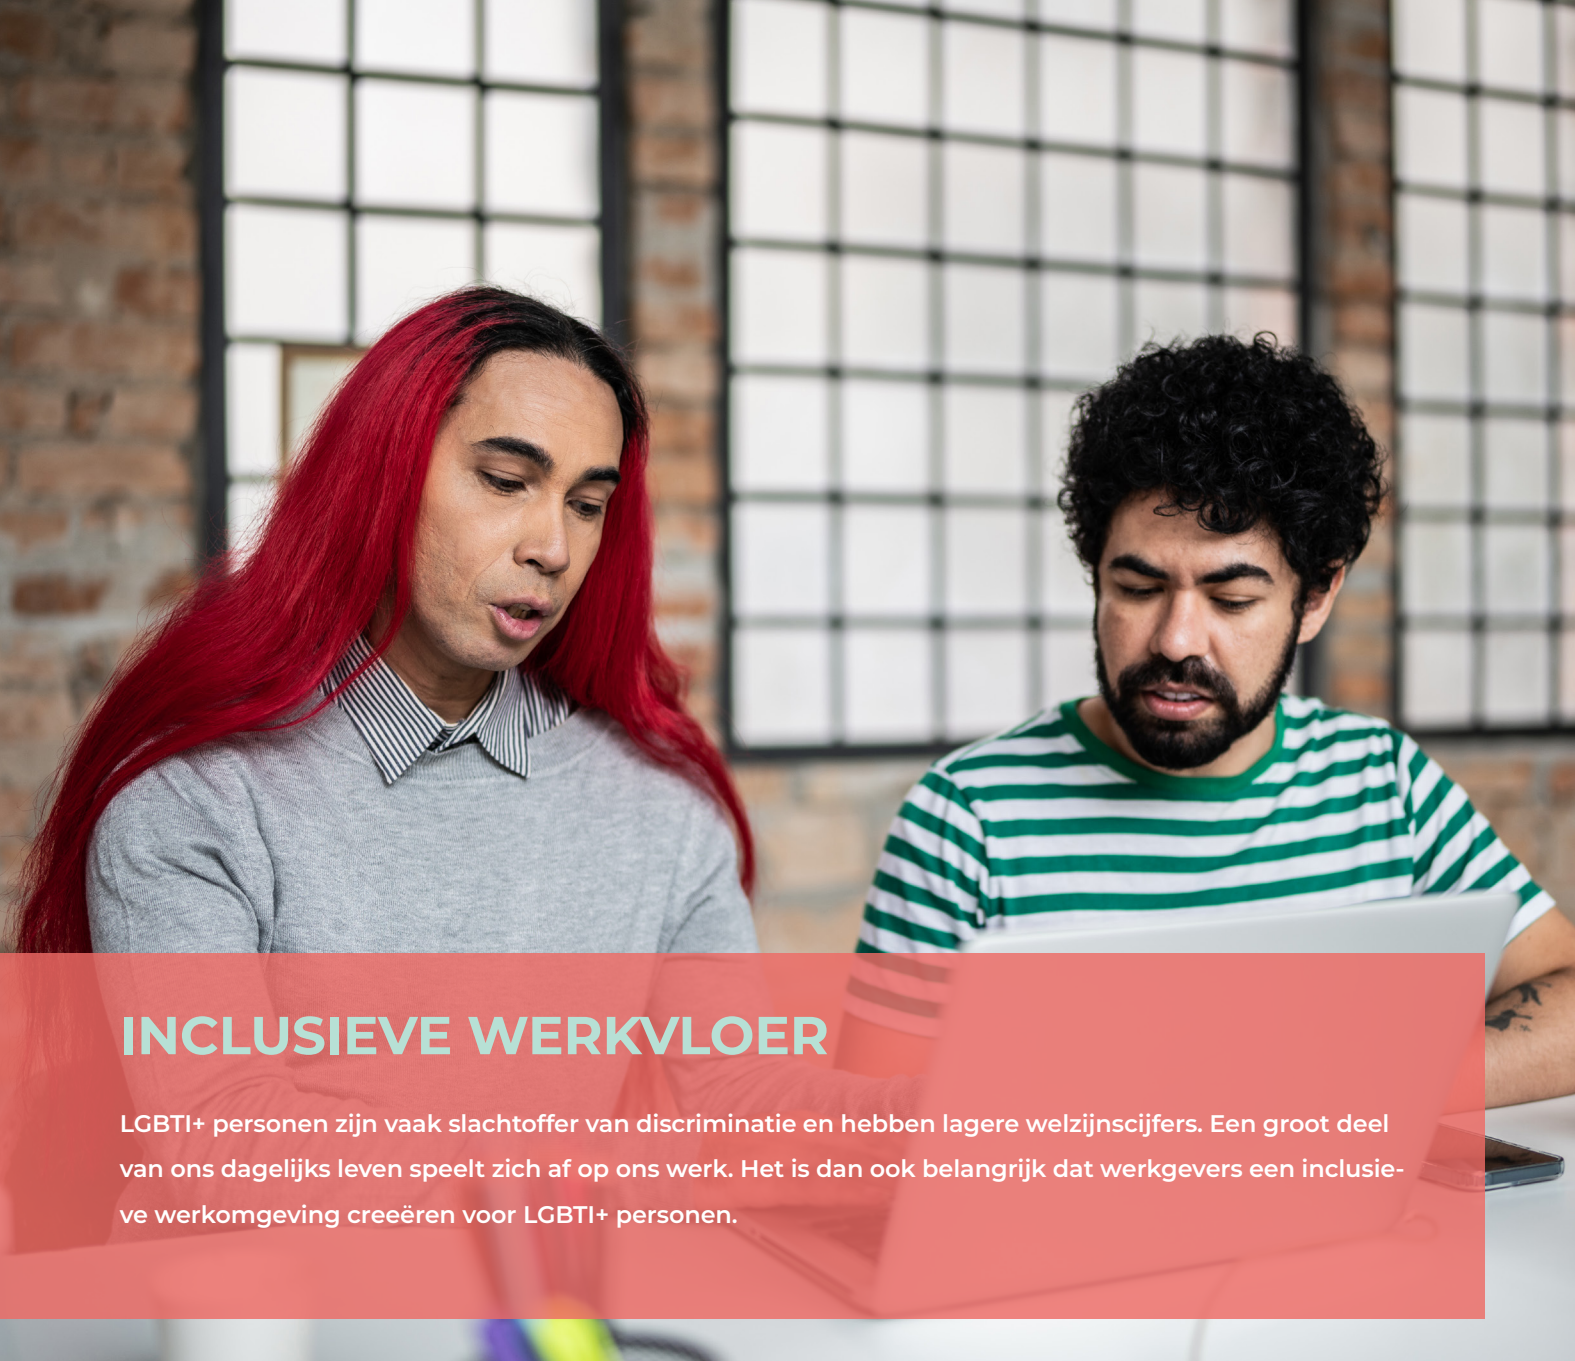 INCLUSIEVE WERKVLOER
LGBTI+ personen zijn vaak slachtoffer van discriminatie en hebben lagere welzijnscijfers. Een groot deel
van ons dagelijks leven speelt zich af op ons werk. Het is dan ook belangrijk dat werkgevers een inclusie-
ve werkomgeving creeëren voor LGBTI+ personen.